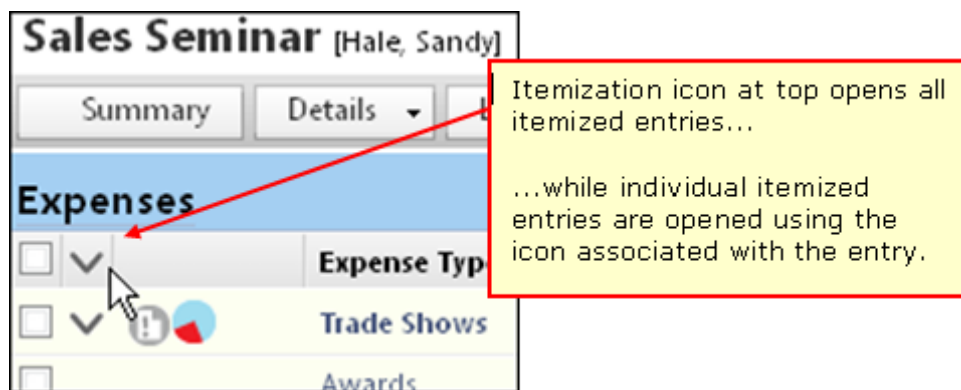 Sales Seminar [Hale, Sandy]
Summary Details
Itemization icon at top opens all
itemized entries...
...while individual itemized
entries are opened using the
icon associated with the entry.
Expenses
Expense Typ
Trade Shows
Awards